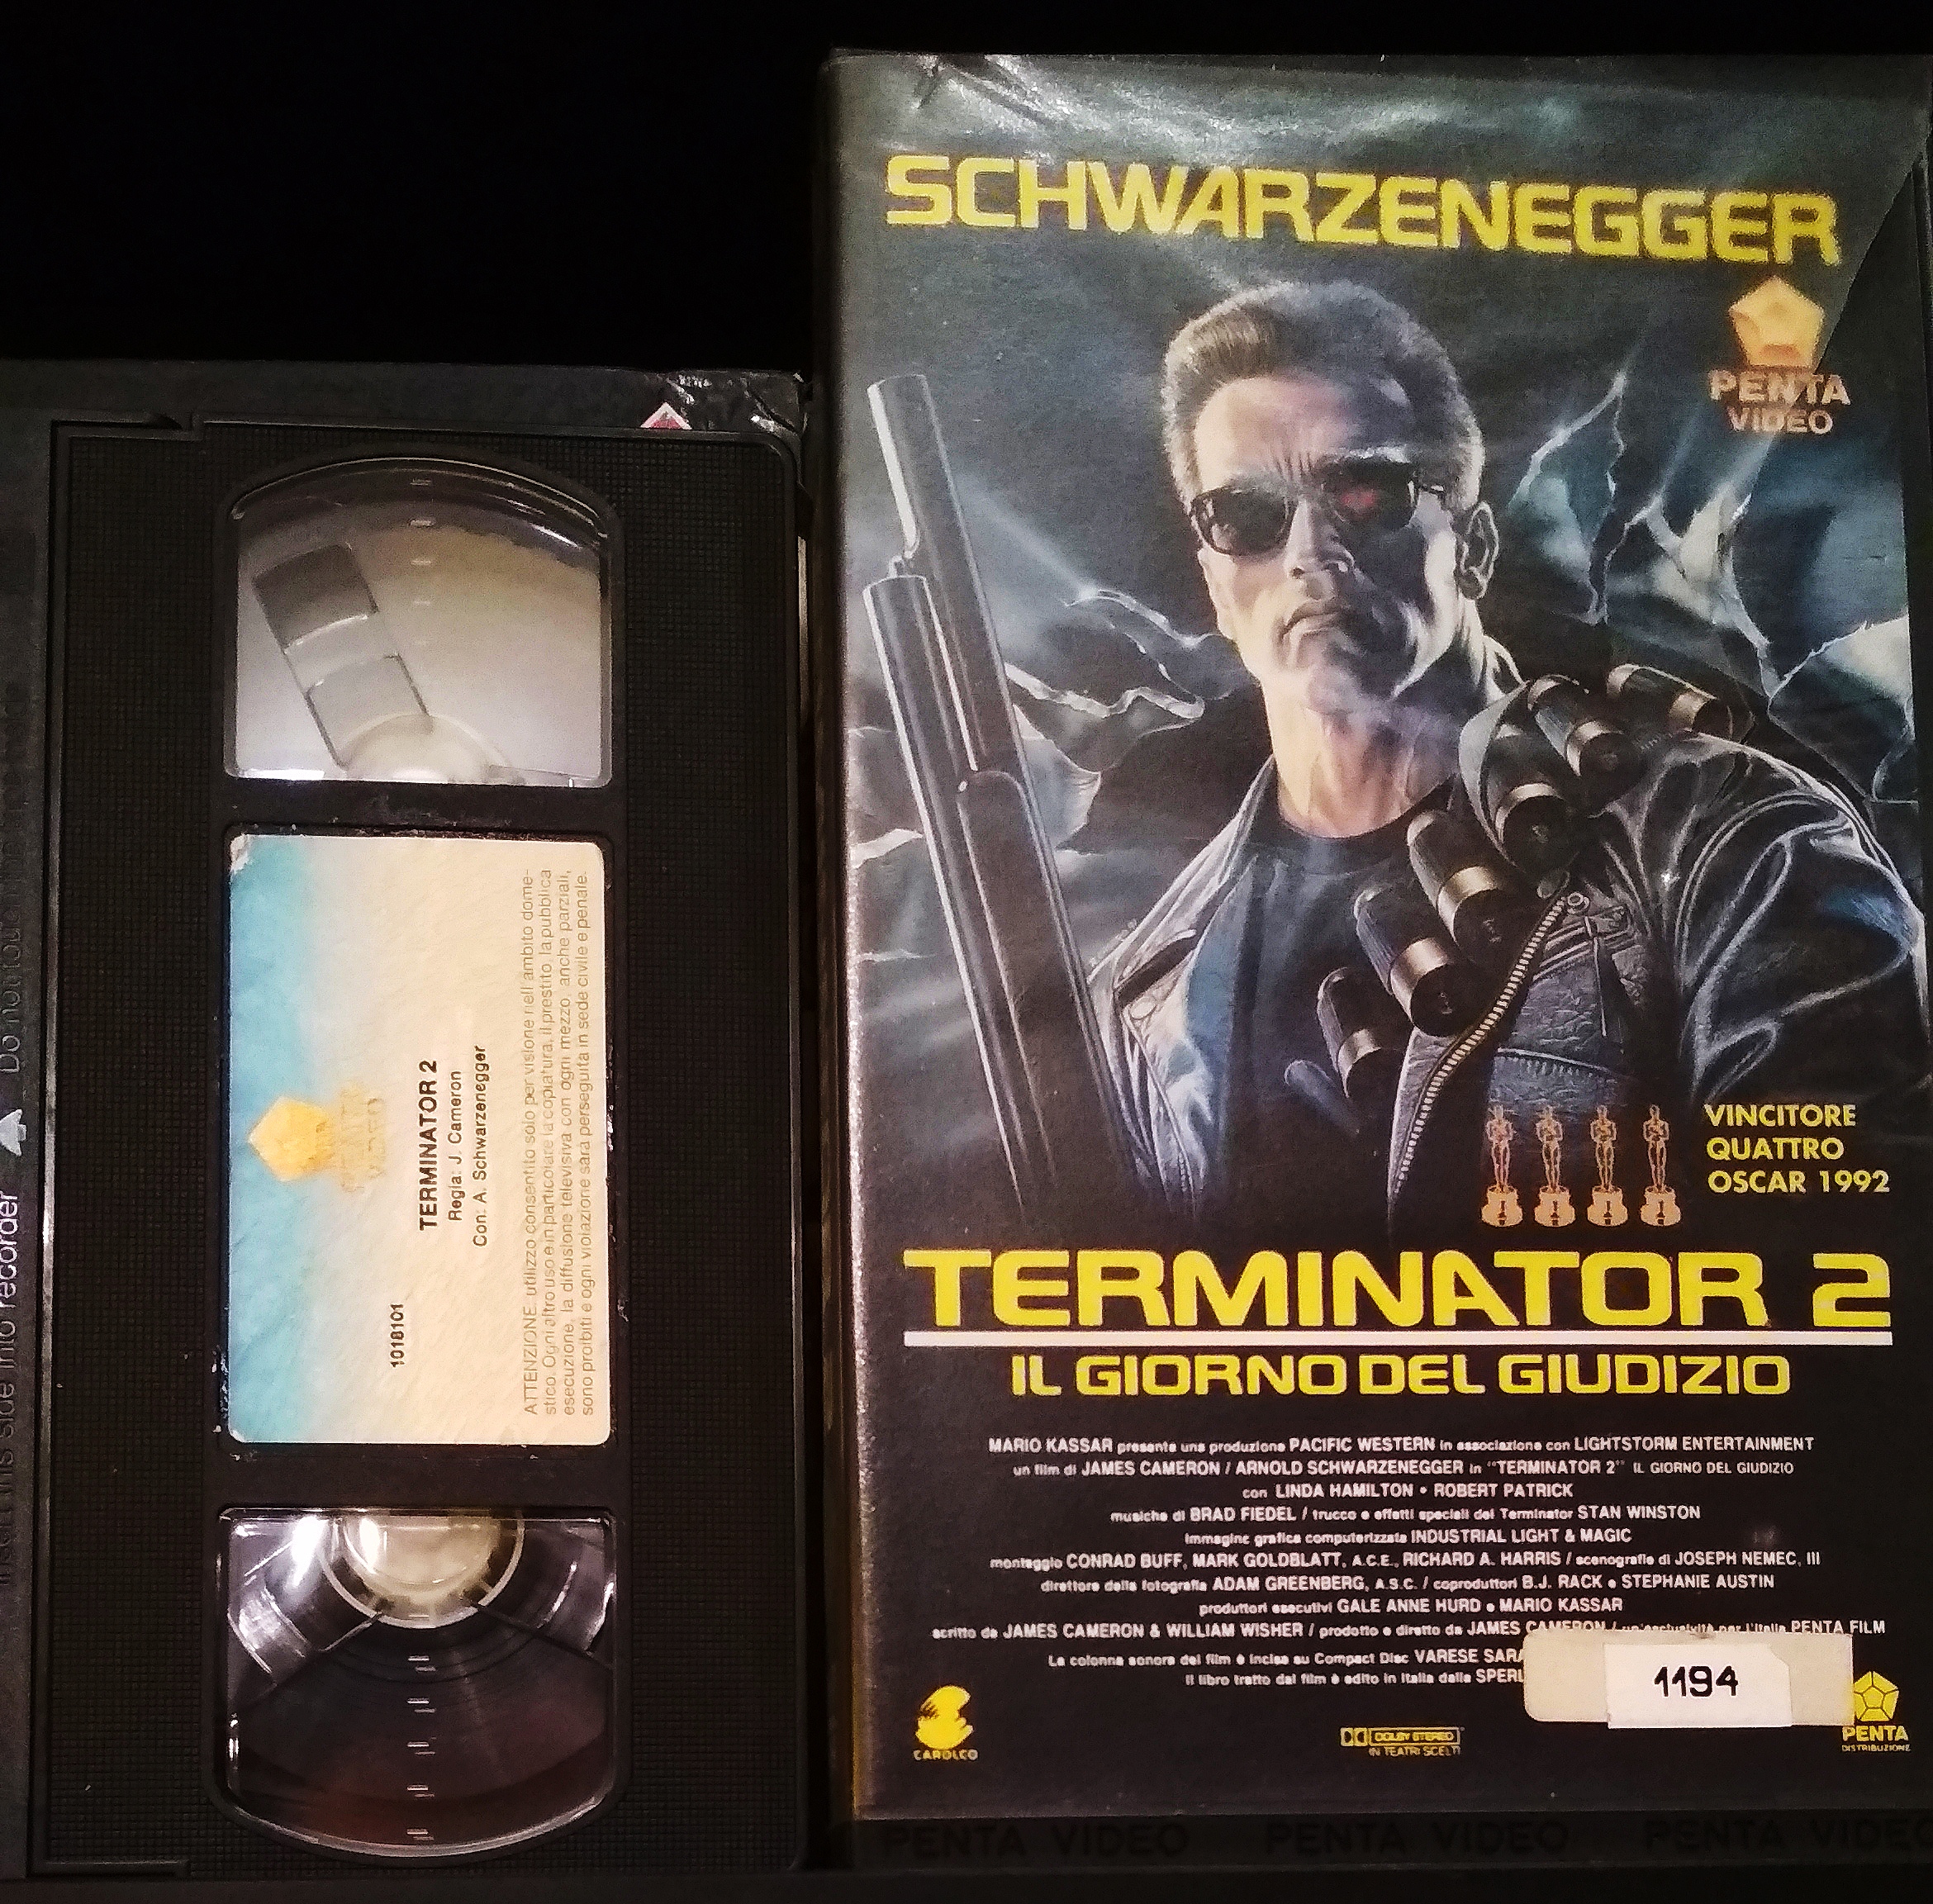 Do not touch the tape
Insert this side into recorder
PENTA
VIDEO
TERMINATOR 2
Regia: J. Cameron
Con: A. Schwarzenegger
1018101
ATTENZIONE: utilizzo consentito solo per visione nell'ambito dome-
stico. Ogni altro uso e in particolare la copiatura, il prestito, la pubblica
esecuzione, la diffusione televisiva con ogni mezzo, anche parziali,
sono proibiti e ogni violazione sarà perseguita in sede civile e penale.
SCHWARZENEGGER
PENTA
VIDEO
VINCITORE
QUATTRO
OSCAR 1992
TERMINATOR 2
IL GIORNO DEL GIUDIZIO
MARIO KASSAR presenta una produzione PACIFIC WESTERN in associazione con LIGHTSTORM ENTERTAINMENT
un film di JAMES CAMERON / ARNOLD SCHWARZENEGGER in "TERMINATOR 2" IL GIORNO DEL GIUDIZIO
con LINDA HAMILTON • ROBERT PATRICK
musiche di BRAD FIEDEL / trucco e effetti speciali del Terminator STAN WINSTON
immagine grafica computerizzata INDUSTRIAL LIGHT & MAGIC
montaggio CONRAD BUFF, MARK GOLDBLATT, A.C.E., RICHARD A. HARRIS / scenografie di JOSEPH NEMEC, III
direttore della fotografia ADAM GREENBERG, A.S.C. / coproduttori B.J. RACK e STEPHANIE AUSTIN
produttori esecutivi GALE ANNE HURD e MARIO KASSAR
scritto da JAMES CAMERON & WILLIAM WISHER / prodotto e diretto da JAMES CAMERON / un'esclusività per l'Italia PENTA FILM
La colonna sonora del film è incisa su Compact Disc VARESE SARA
Il libro tratto dal film è edito in Italia dalla SPERL
1194
CAROLCO
DOLBY STEREO
IN TEATRI SCELTI
PENTA
DISTRIBUZIONE
PENTA VIDEO PENTA VIDEO PENTA VIDEO